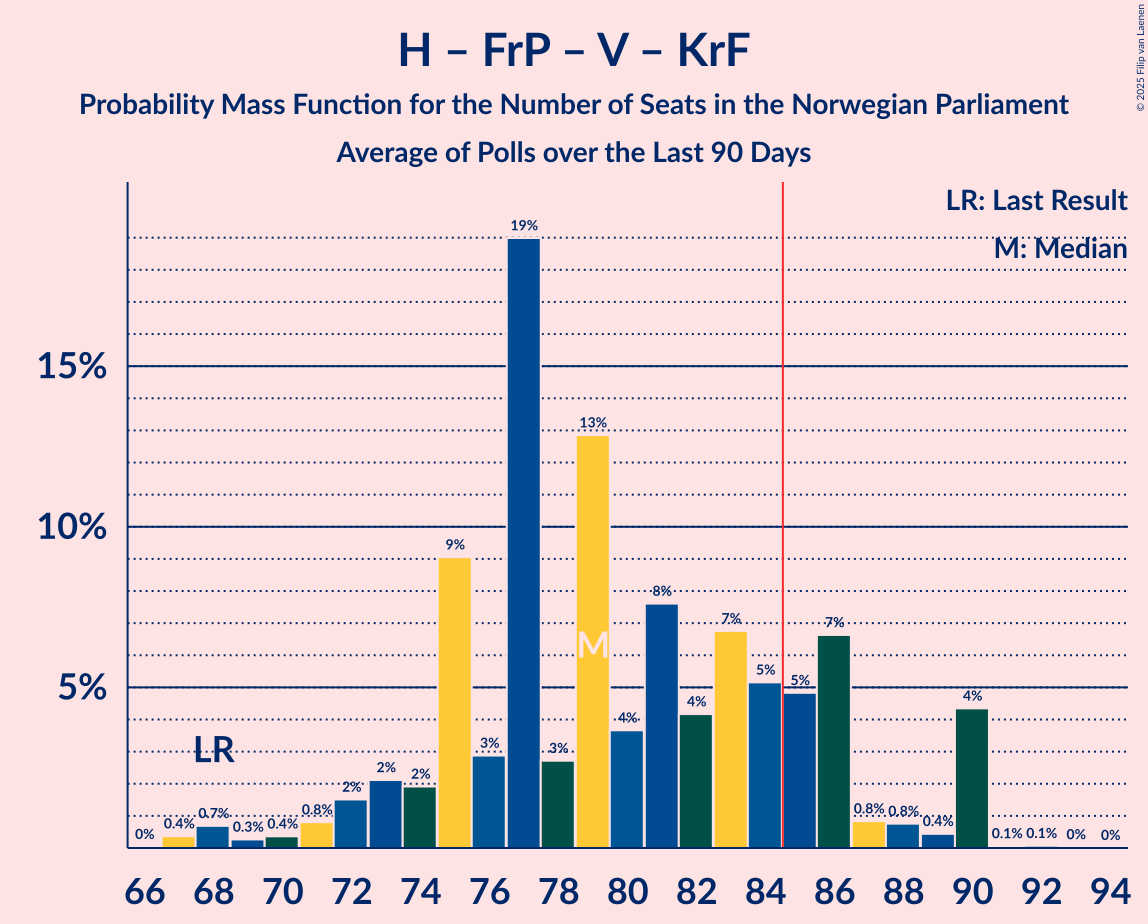 H – FrP – V – KrF
Probability Mass Function for the Number of Seats in the Norwegian Parliament
Average of Polls over the Last 90 Days
© 2025 Filip van Laenen
LR: Last Result
M: Median
15%
10%
5%
0% 0.4% 0.7% 0.3% 0.4% 0.8% 2% 2% 2% 9% 3% 19% 3% 13% 4% 8% 4% 7% 5% 5% 7% 0.8% 0.8% 0.4% 4% 0.1% 0.1% 0% 0%
LR
M
66 68 70 72 74 76 78 80 82 84 86 88 90 92 94